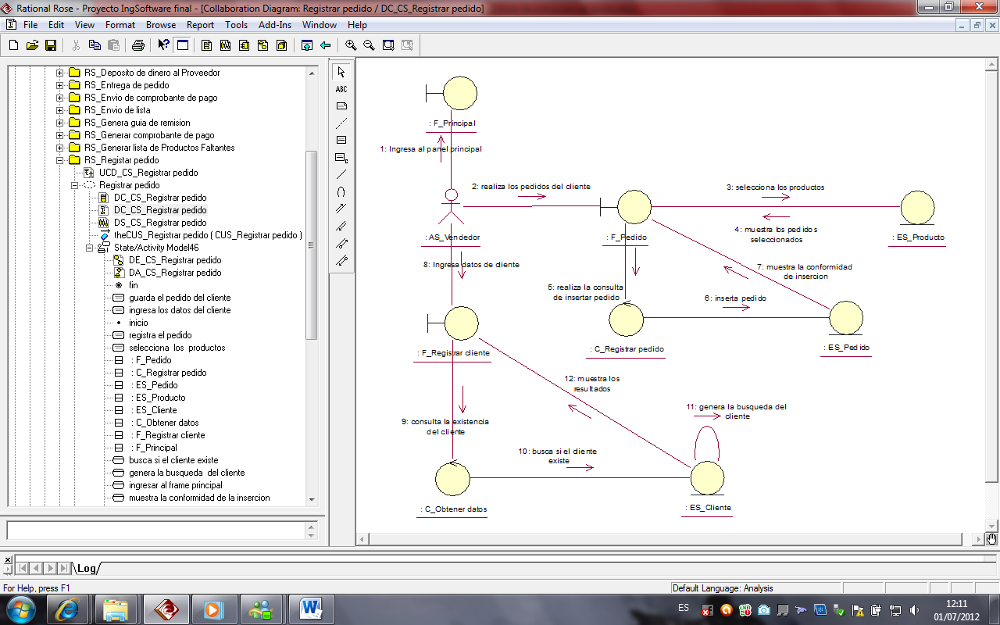 Rational Rose - Proyecto IngSoftware final - [Collaboration Diagram: Registrar pedido / DC_CS_Registrar pedido]
File Edit View Format Browse Report Tools Add-Ins Window Help
RS_Deposito de dinero al Proveedor
RS_Entrega de pedido
RS_Envio de comprobante de pago
RS_Envio de lista
RS_Genera guia de remision
RS_Generar comprobante de pago
RS_Generar lista de Productos Faltantes
RS_Registar pedido
UCD_CS_Registrar pedido
Registrar pedido
DC_CS_Registrar pedido
DC_CS_Registrar pedido
DS_CS_Registrar pedido
theCUS_Registrar pedido ( CUS_Registrar pedido )
State/Activity Model46
DE_CS_Registrar pedido
DA_CS_Registrar pedido
fin
guarda el pedido del cliente
ingresa los datos del cliente
inicio
registra el pedido
selecciona los productos
: F_Pedido
: C_Registrar pedido
: ES_Pedido
: ES_Producto
: ES_Cliente
: C_Obtener datos
: F_Registrar cliente
: F_Principal
busca si el cliente existe
genera la busqueda del cliente
ingresar al frame principal
muestra la conformidad de la insercion
ABC
: F_Principal
1: Ingresa al panel principal
2: realiza los pedidos del cliente
3: selecciona los productos
4: muestra los pedidos
seleccionados
: AS_Vendedor
: F_Pedido
: ES_Producto
8: Ingresa datos de cliente
7: muestra la conformidad
de insercion
5: realiza la consulta
de insertar pedido
6: inserta pedido
: F_Registrar cliente
: C_Registrar pedido
: ES_Pedido
12: muestra los
resultados
9: consulta la existencia
del cliente
11: genera la busqueda del
cliente
10: busca si el cliente
existe
: C_Obtener datos
: ES_Cliente
Log
For Help, press F1
Default Language: Analysis
ES
12:11
01/07/2012